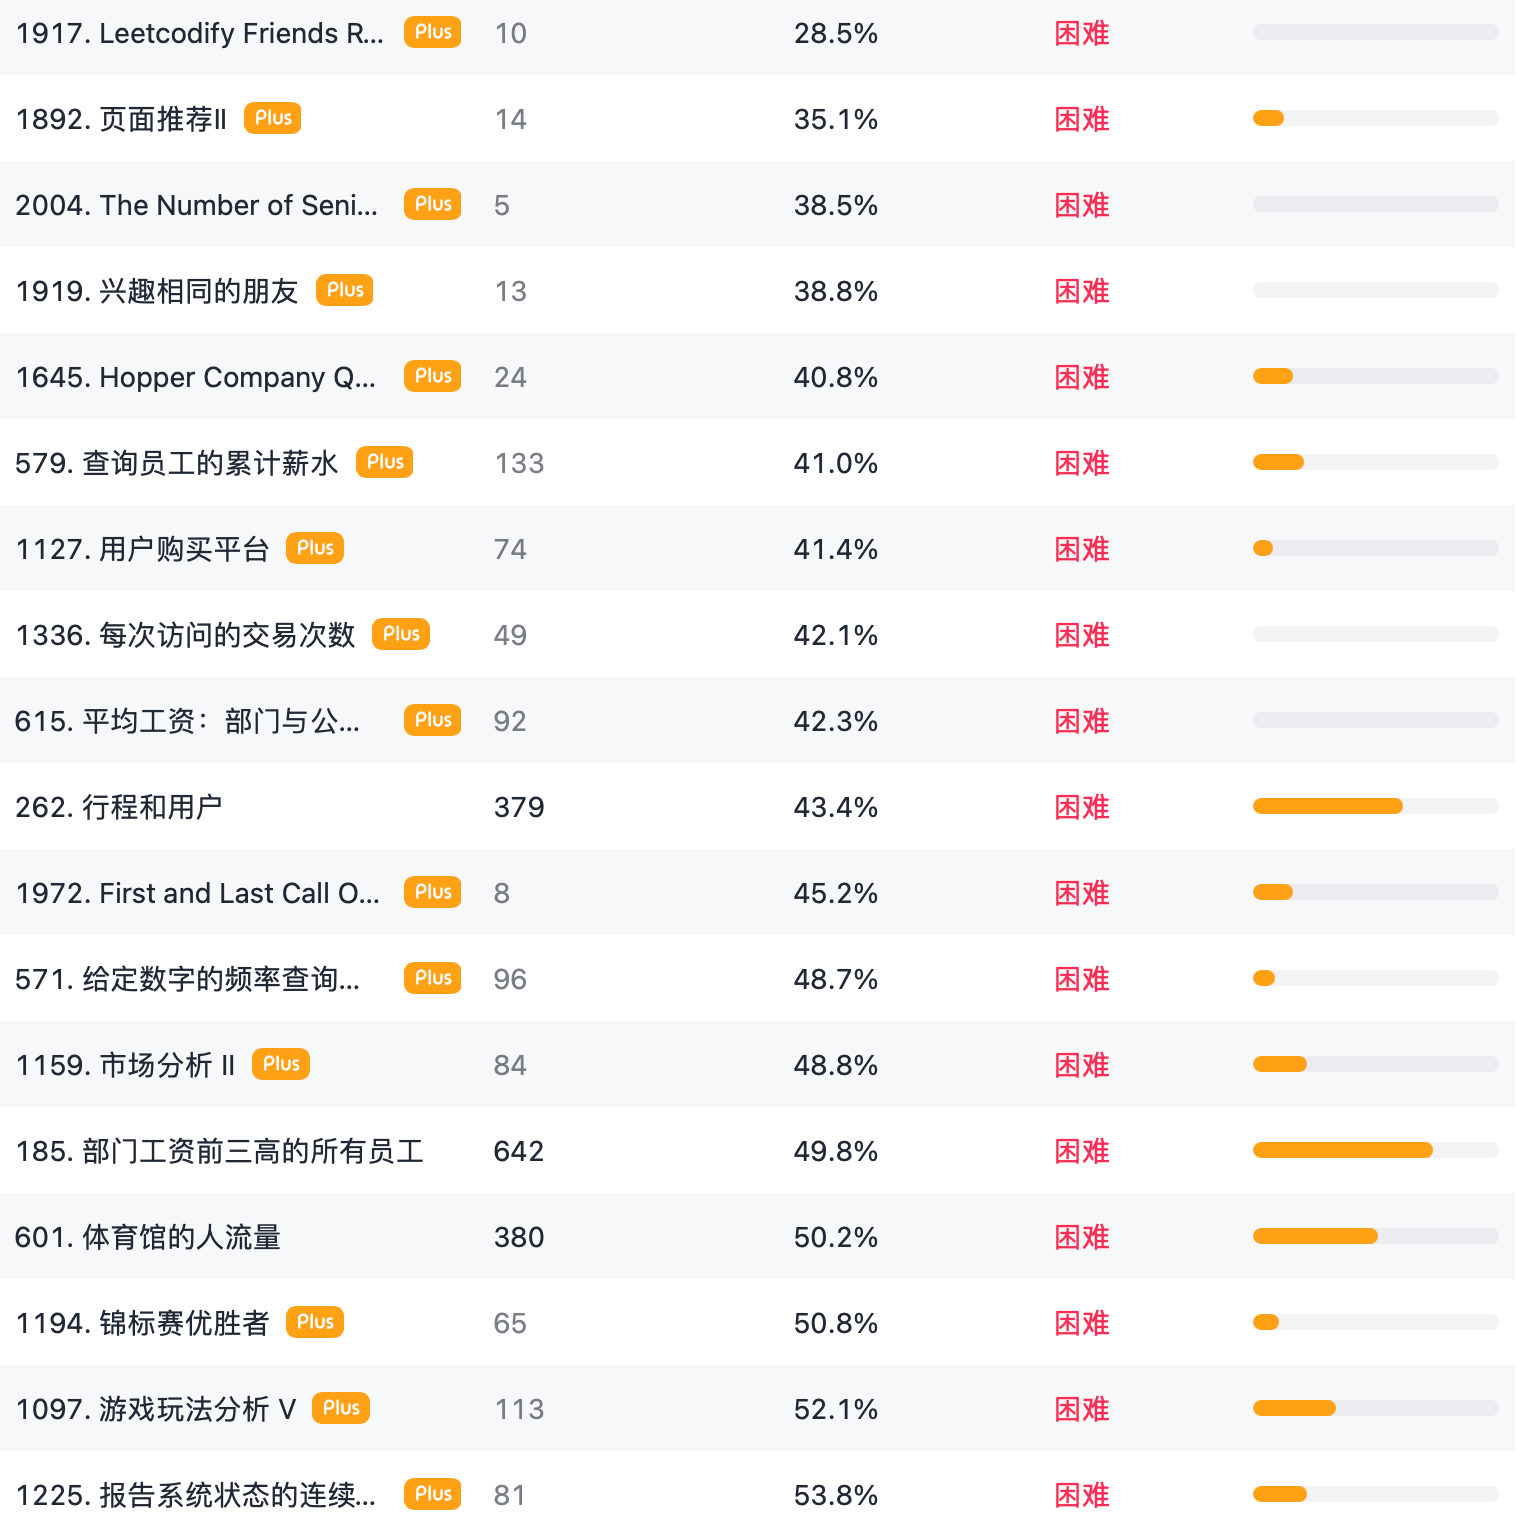 1917. Leetcodify Friends R... Plus 10 28.5% 困难
1892. 页面推荐II Plus 14 35.1% 困难
2004. The Number of Seni... Plus 5 38.5% 困难
1919. 兴趣相同的朋友 Plus 13 38.8% 困难
1645. Hopper Company Q... Plus 24 40.8% 困难
579. 查询员工的累计薪水 Plus 133 41.0% 困难
1127. 用户购买平台 Plus 74 41.4% 困难
1336. 每次访问的交易次数 Plus 49 42.1% 困难
615. 平均工资：部门与公... Plus 92 42.3% 困难
262. 行程和用户 379 43.4% 困难
1972. First and Last Call O... Plus 8 45.2% 困难
571. 给定数字的频率查询... Plus 96 48.7% 困难
1159. 市场分析 II Plus 84 48.8% 困难
185. 部门工资前三高的所有员工 642 49.8% 困难
601. 体育馆的人流量 380 50.2% 困难
1194. 锦标赛优胜者 Plus 65 50.8% 困难
1097. 游戏玩法分析 V Plus 113 52.1% 困难
1225. 报告系统状态的连续... Plus 81 53.8% 困难